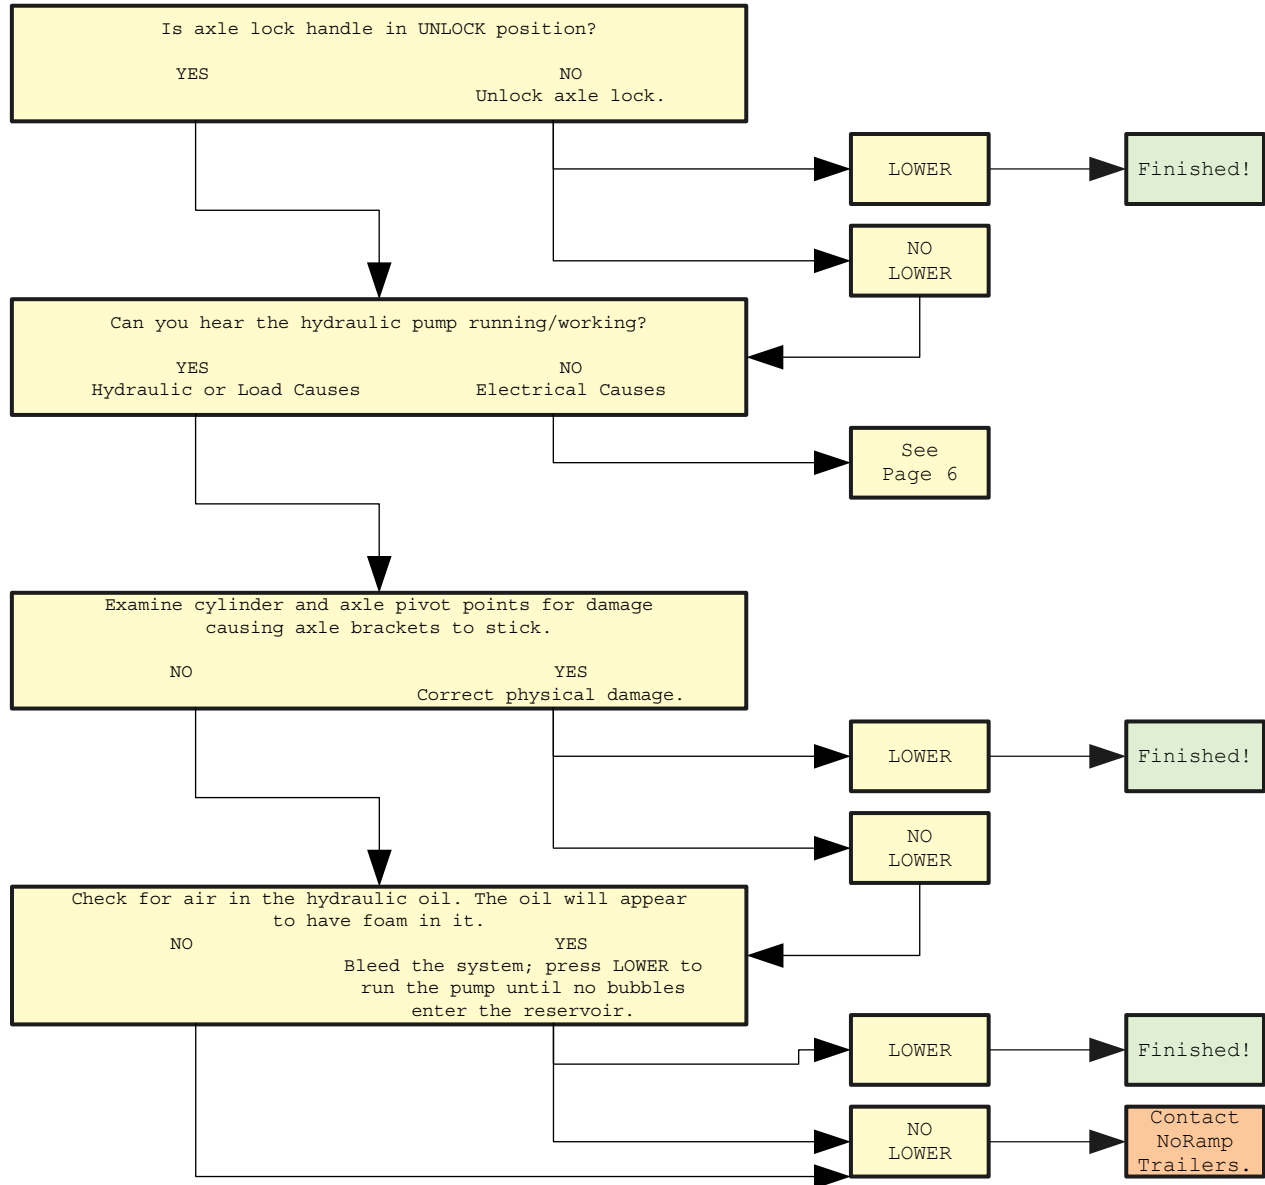 Is axle lock handle in UNLOCK position?
YES
NO
Unlock axle lock.
LOWER
Finished!
NO
LOWER
Can you hear the hydraulic pump running/working?
YES
Hydraulic or Load Causes
NO
Electrical Causes
See
Page 6
Examine cylinder and axle pivot points for damage
causing axle brackets to stick.
NO
YES
Correct physical damage.
LOWER
Finished!
NO
LOWER
Check for air in the hydraulic oil. The oil will appear
to have foam in it.
NO
YES
Bleed the system; press LOWER to
run the pump until no bubbles
enter the reservoir.
LOWER
Finished!
NO
LOWER
Contact
NoRamp
Trailers.